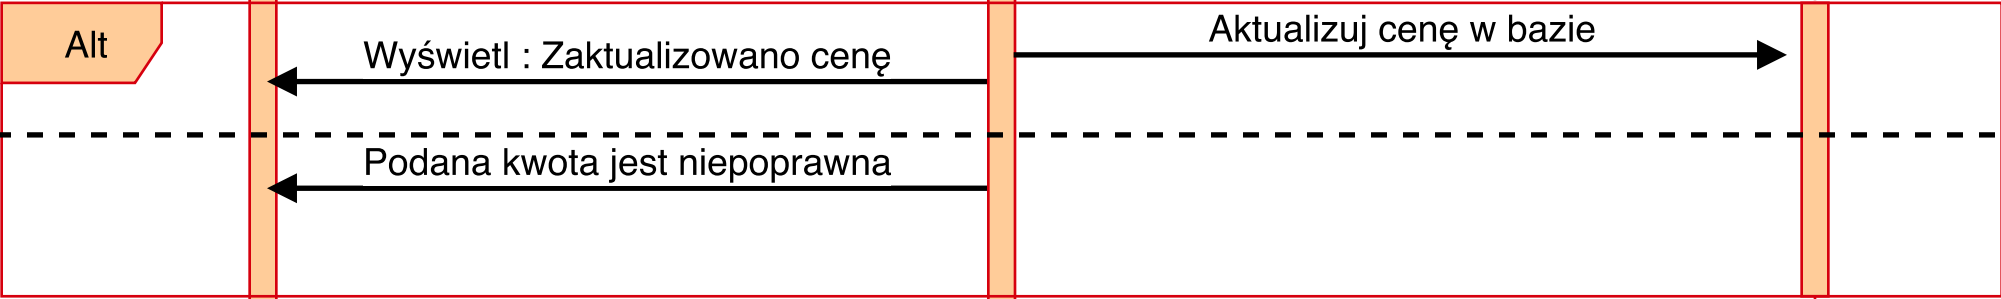 Alt
Aktualizuj cenę w bazie
Wyświetl : Zaktualizowano cenę
Podana kwota jest niepoprawna